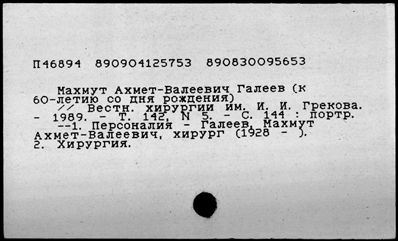 П46894 890904125753 890830095653
Махмут Ахмет-Валеевич Галеев (к
60-летию со дня рождения)
// Вестн. хирургии им. И. И. Грекова.
- 1989. - Т. 142, N 5. - С. 144 : портр.
--1. Персоналия - Галеев, Махмут
Ахмет-Валеевич, хирург (1928 - ).
2. Хирургия.